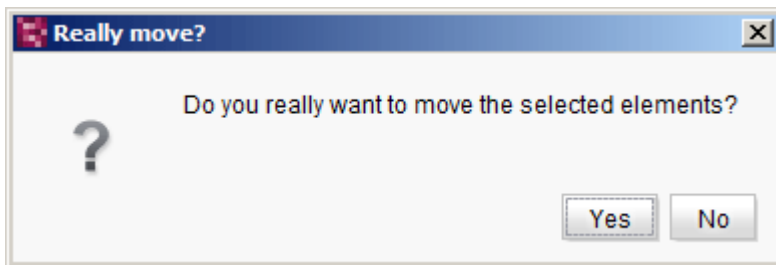 Really move?
Do you really want to move the selected elements?
?
Yes No